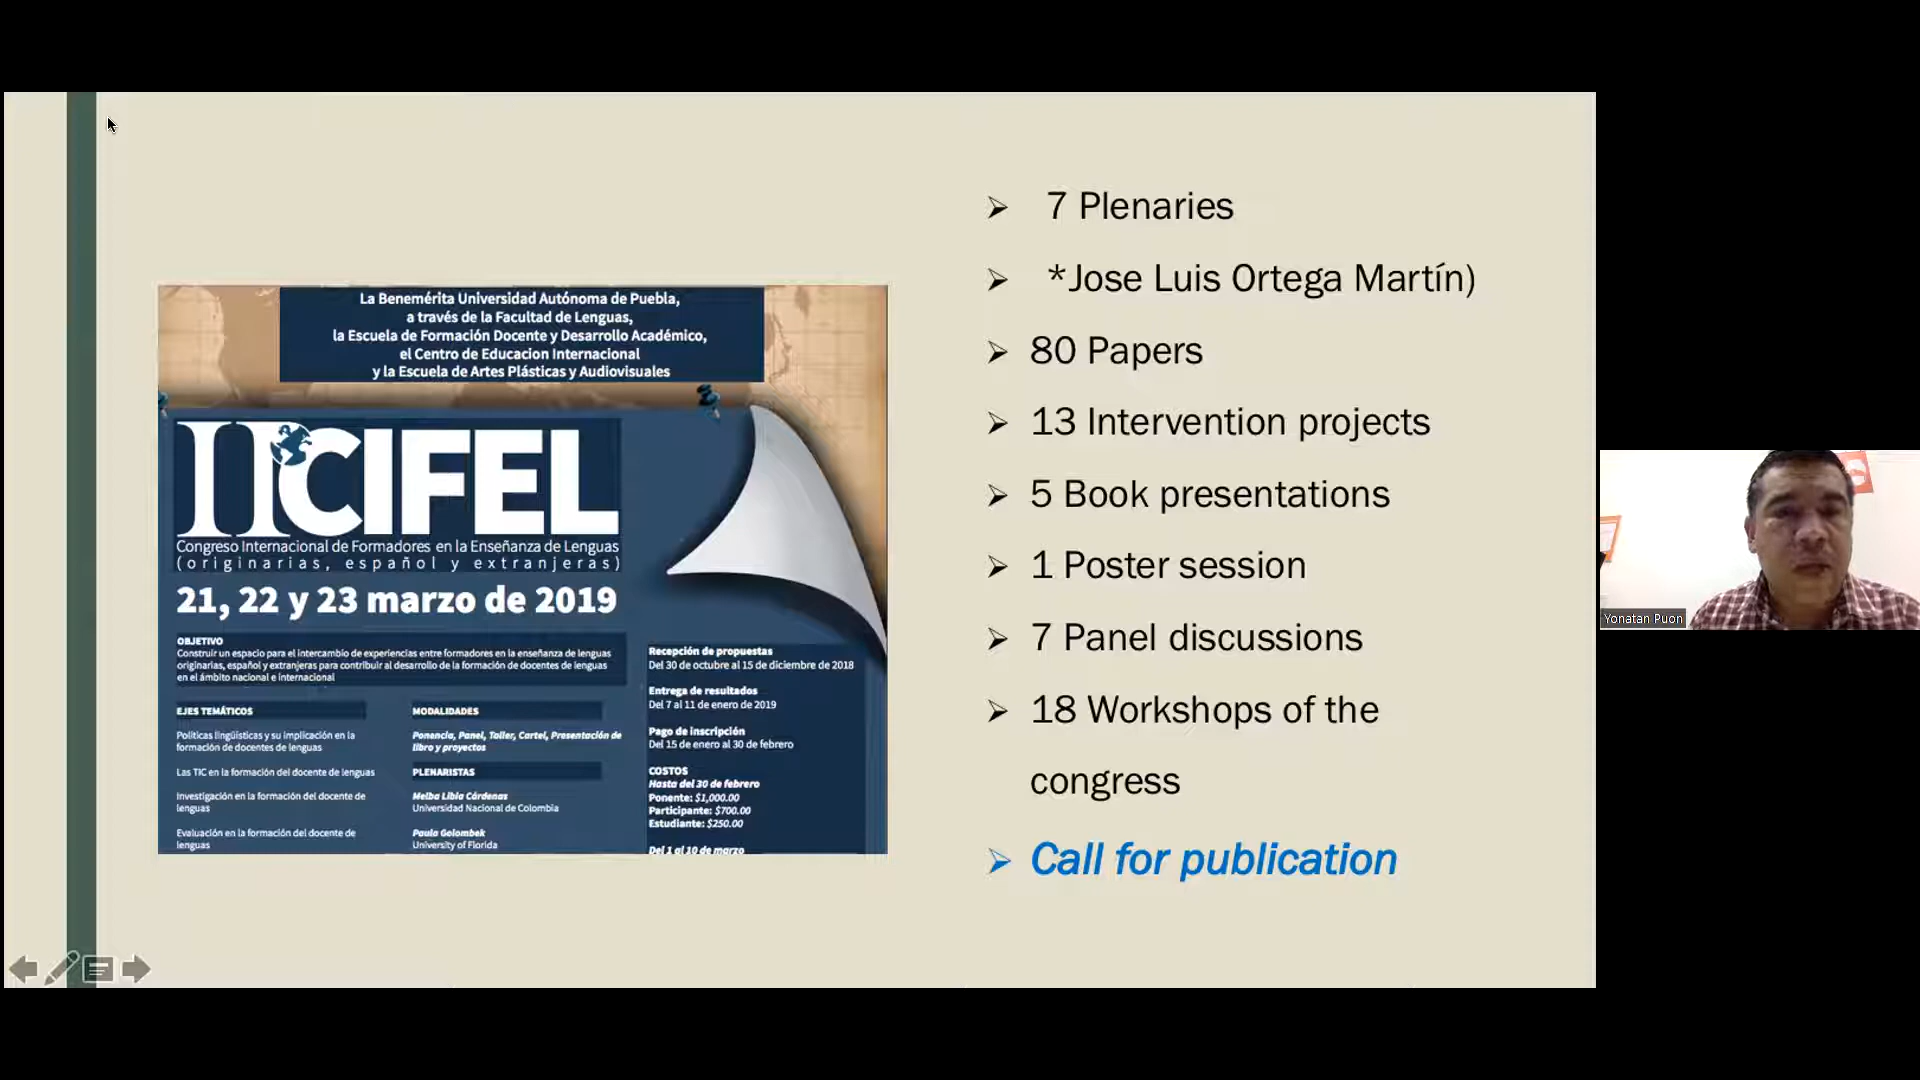 La Benemérita Universidad Autónoma de Puebla,
a través de la Facultad de Lenguas,
la Escuela de Formación Docente y Desarrollo Académico,
el Centro de Educacion Internacional
y la Escuela de Artes Plásticas y Audiovisuales
IICIFEL
Congreso Internacional de Formadores en la Enseñanza de Lenguas
(originarias, español y extranjeras)
21, 22 y 23 marzo de 2019
OBJETIVO
Construir un espacio para el intercambio de experiencias entre formadores en la enseñanza de lenguas
originarias, español y extranjeras para contribuir al desarrollo de la formación de docentes de lenguas
en el ámbito nacional e internacional
EJES TEMÁTICOS
Políticas lingüísticas y su implicación en la
formación de docentes de lenguas
Las TIC en la formación del docente de lenguas
Investigación en la formación del docente de
lenguas
Evaluación en la formación del docente de
lenguas
MODALIDADES
Ponencia, Panel, Taller, Cartel, Presentación de
libro y proyectos
PLENARISTAS
Melba Libia Cárdenas
Universidad Nacional de Colombia
Paula Golombek
University of Florida
Recepción de propuestas
Del 30 de octubre al 15 de diciembre de 2018
Entrega de resultados
Del 7 al 11 de enero de 2019
Pago de inscripción
Del 15 de enero al 30 de febrero
COSTOS
Hasta del 30 de febrero
Ponente: $1,000.00
Participante: $700.00
Estudiante: $250.00
Del 1 al 10 de marzo
7 Plenaries
*Jose Luis Ortega Martín)
80 Papers
13 Intervention projects
5 Book presentations
1 Poster session
7 Panel discussions
18 Workshops of the
congress
Call for publication
Yonatan Puon